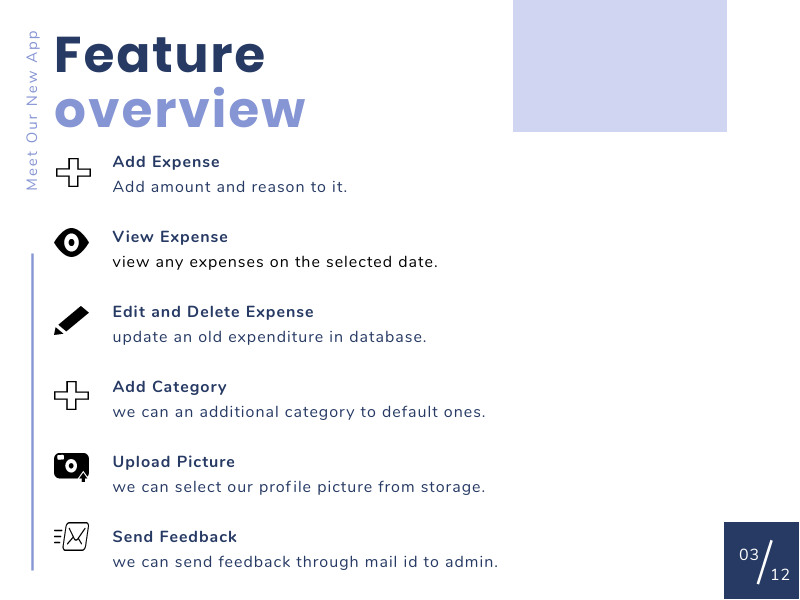 Meet Our New App
Feature
overview
Add Expense
Add amount and reason to it.
View Expense
view any expenses on the selected date.
Edit and Delete Expense
update an old expenditure in database.
Add Category
we can an additional category to default ones.
Upload Picture
we can select our profile picture from storage.
Send Feedback
we can send feedback through mail id to admin.
03/12